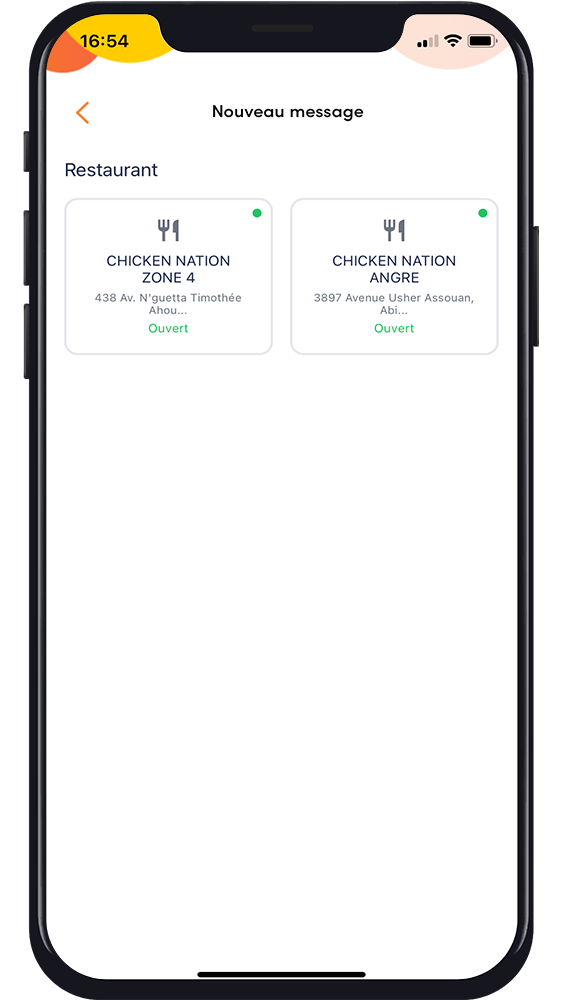 16:54
Nouveau message
Restaurant
CHICKEN NATION
ZONE 4
438 Av. N'guetta Timothée
Ahou...
Ouvert
CHICKEN NATION
ANGRE
3897 Avenue Usher Assouan,
Abi...
Ouvert